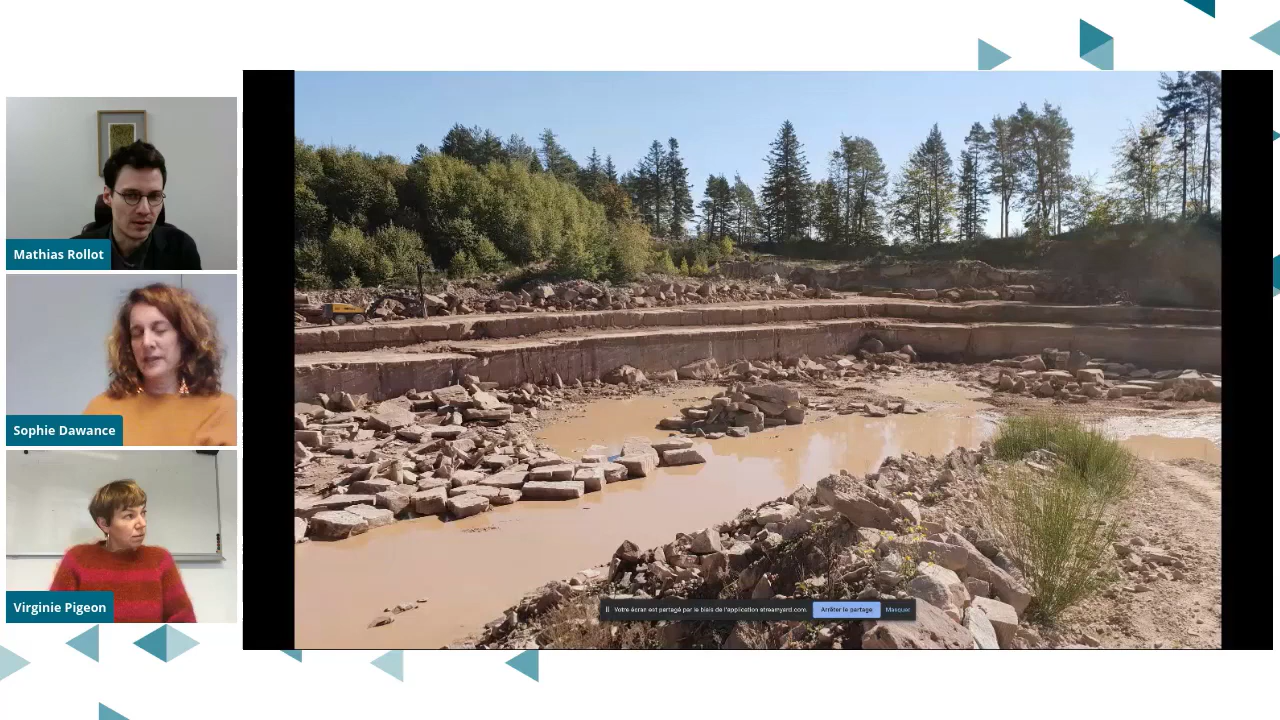 Mathias Rollot
Sophie Dawance
Virginie Pigeon
Votre écran est partagé par le biais de l'application streamyard.com. Arrêter le partage Masquer